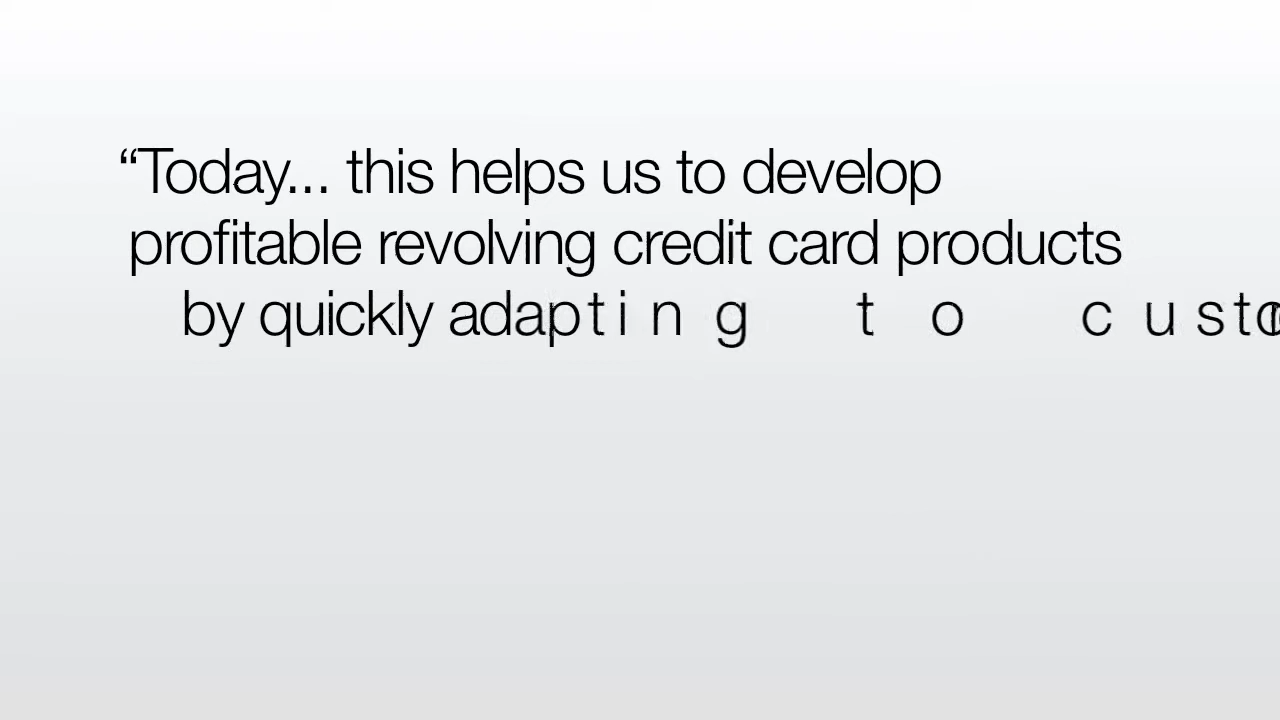 “Today... this helps us to develop
profitable revolving credit card products
by quickly adapting to